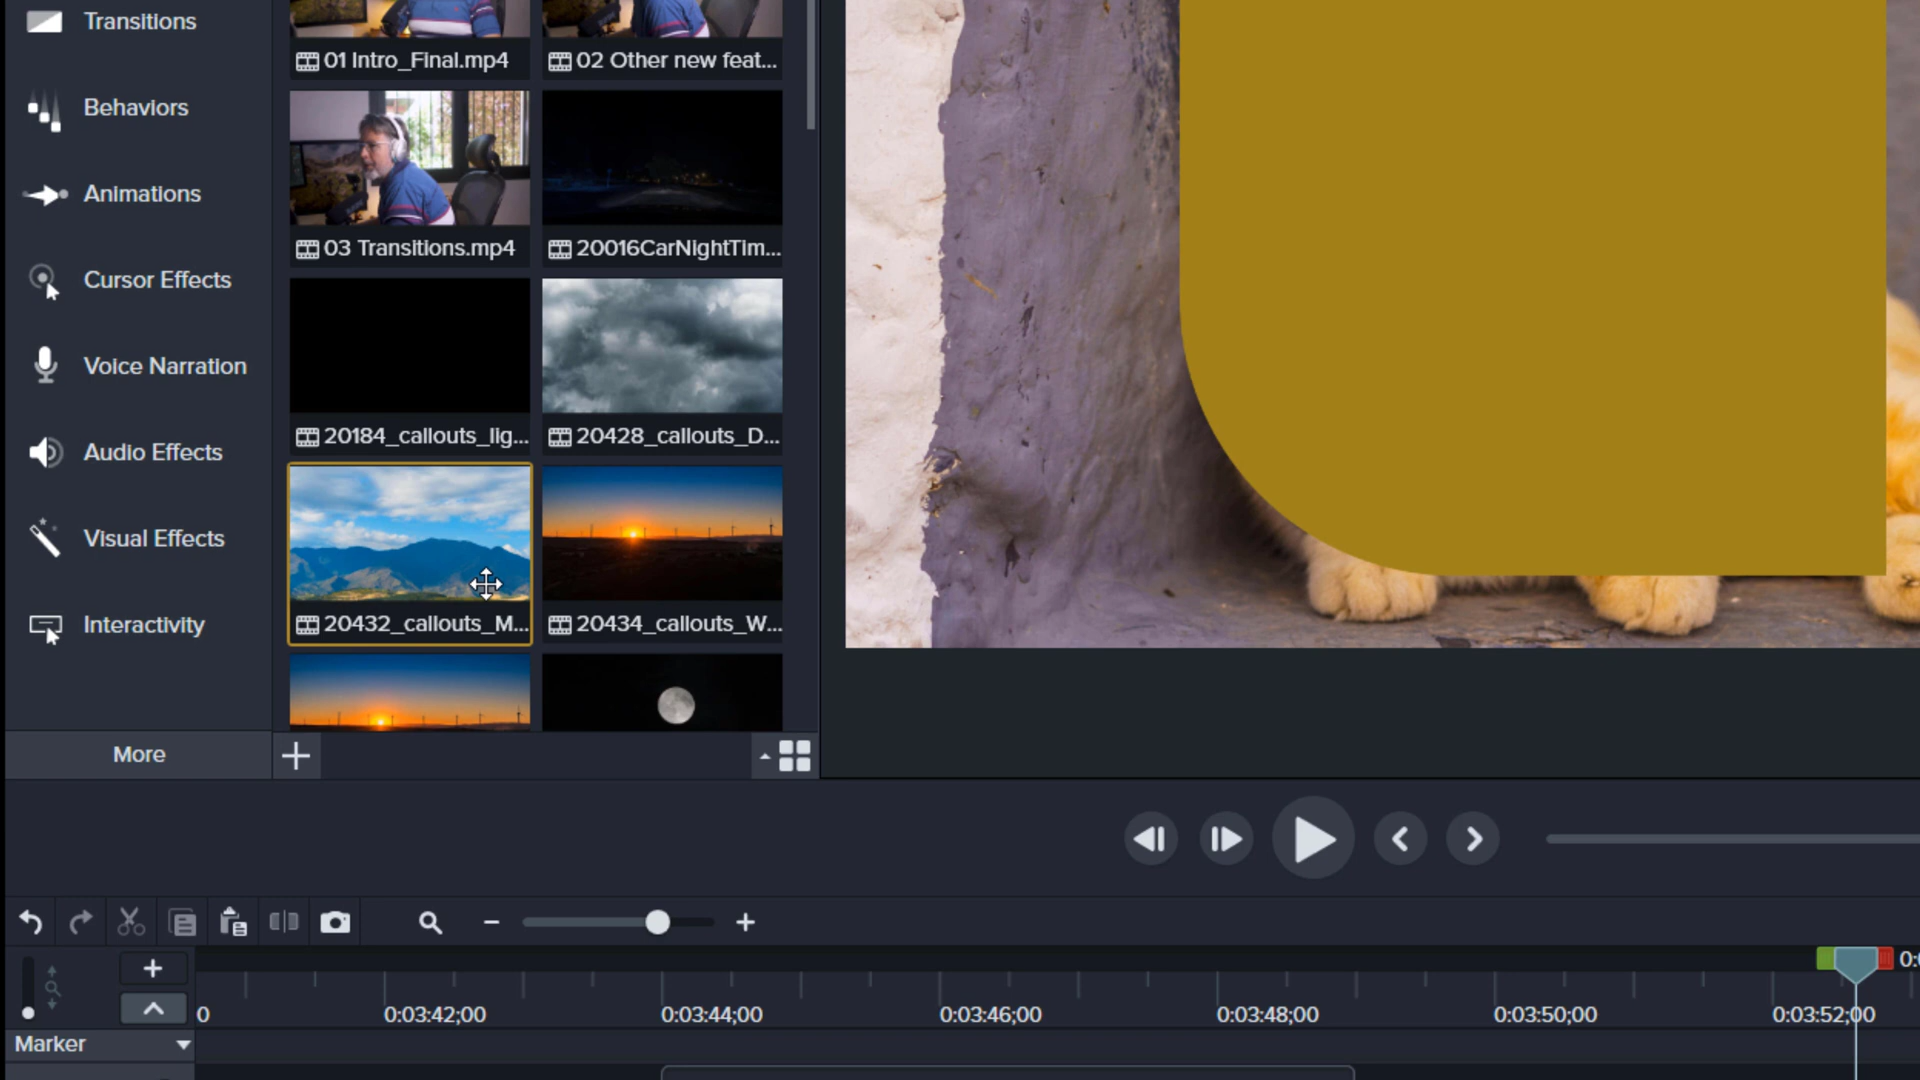 Transitions
Behaviors
Animations
Cursor Effects
Voice Narration
Audio Effects
Visual Effects
Interactivity
More
01 Intro_Final.mp4
02 Other new feat...
03 Transitions.mp4
20016CarNightTim...
20184_callouts_lig...
20428_callouts_D...
20432_callouts_M...
20434_callouts_W...
0:
0
0:03:42;00
0:03:44;00
0:03:46;00
0:03:48;00
0:03:50;00
0:03:52;00
Marker